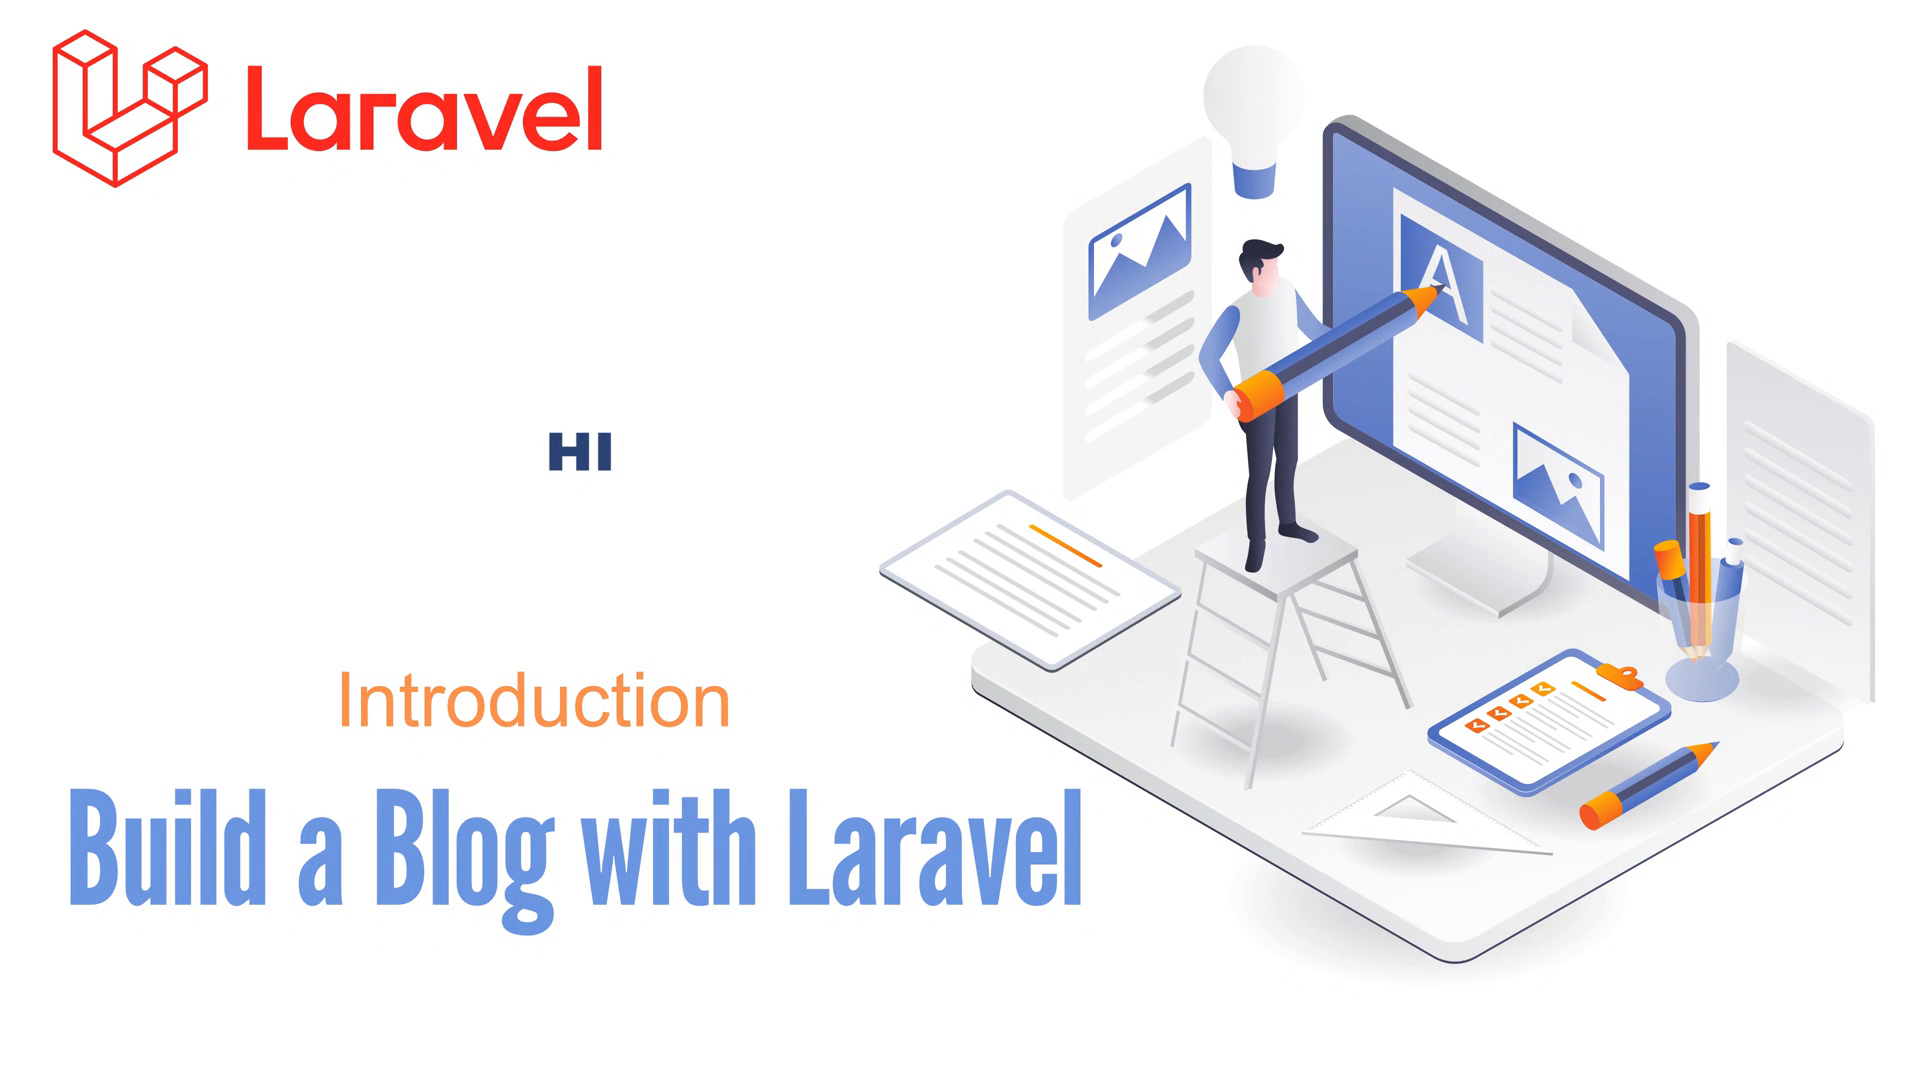 Laravel
HI
A
Introduction
Build a Blog with Laravel